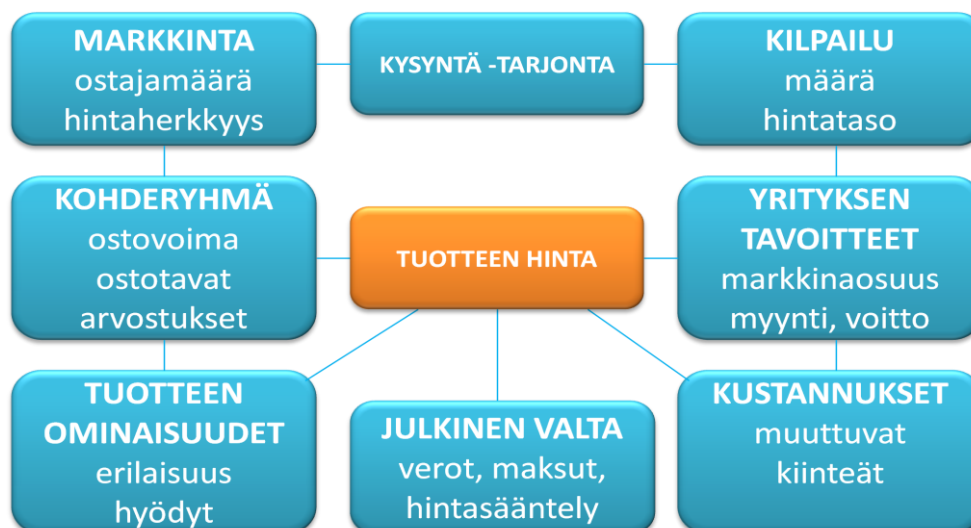 MARKKINTA
ostajamäärä
hintaherkkyys
KYSYNTÄ -TARJONTA
KILPAILU
määrä
hintataso
KOHDERYHMÄ
ostovoima
ostotavat
arvostukset
TUOTTEEN HINTA
YRITYKSEN
TAVOITTEET
markkinaosuus
myynti, voitto
TUOTTEEN
OMINAISUUDET
erilaisuus
hyödyt
JULKINEN VALTA
verot, maksut,
hintasääntely
KUSTANNUKSET
muuttuvat
kiinteät